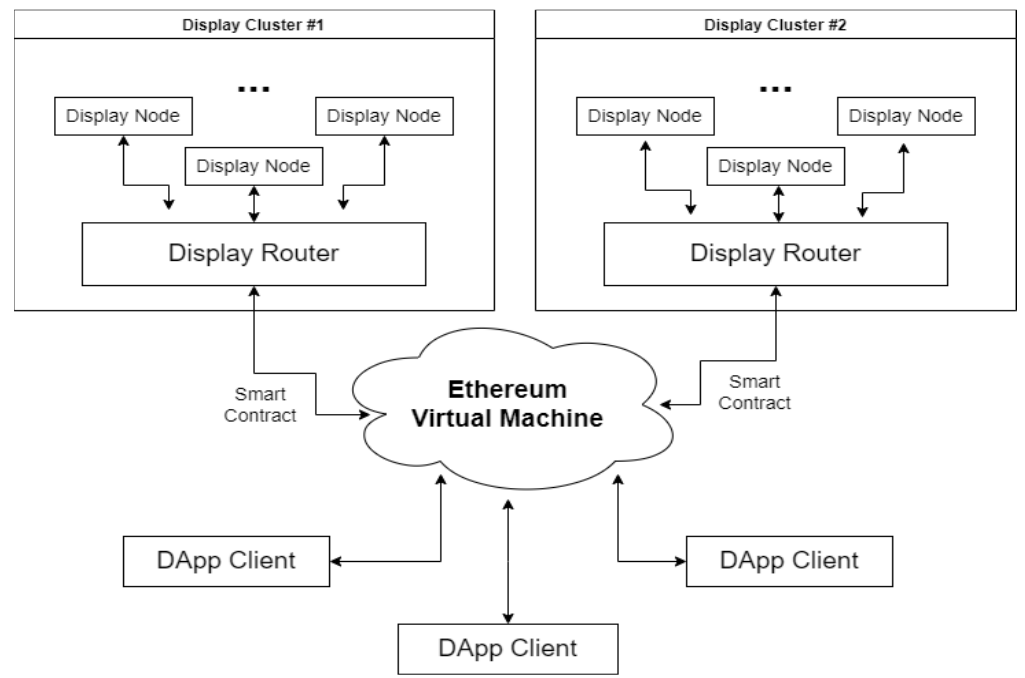 Display Cluster #1
Display Cluster #2
...
...
Display Node
Display Node
Display Node
Display Node
Display Node
Display Node
Display Router
Display Router
Smart
Contract
Ethereum
Virtual Machine
Smart
Contract
DApp Client
DApp Client
DApp Client